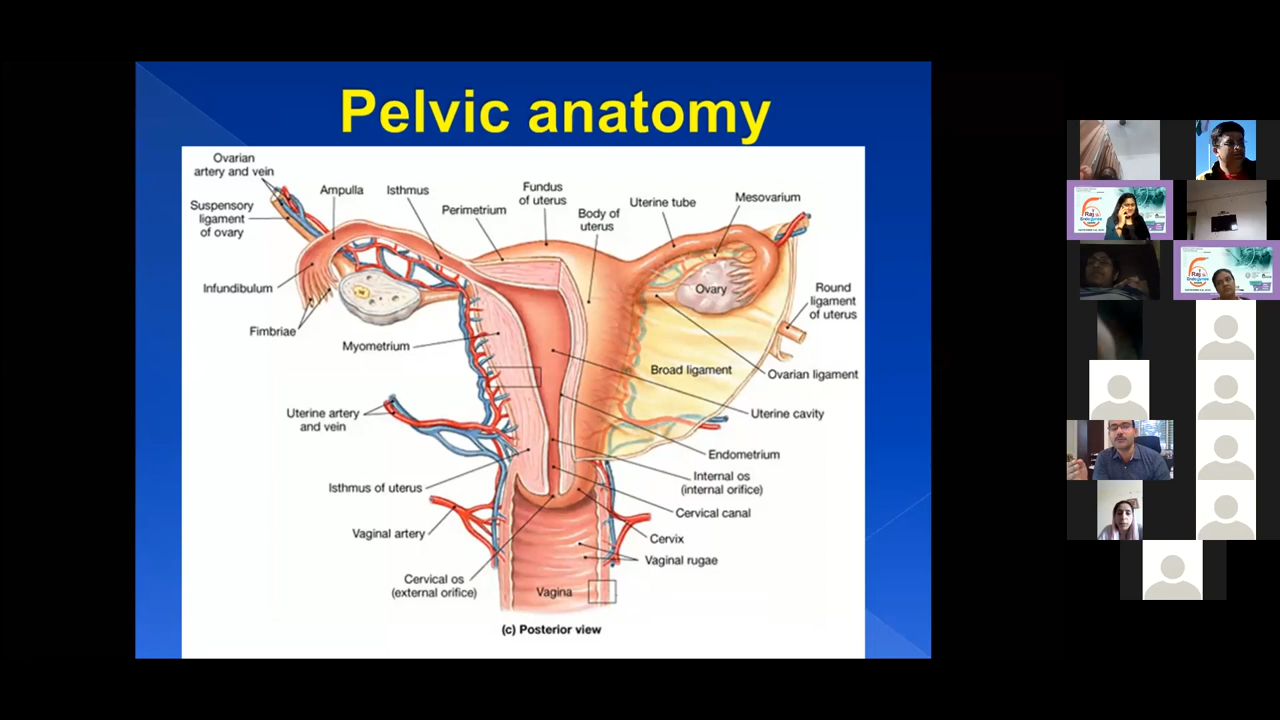 Pelvic anatomy
Ovarian
artery and vein
Ampulla
Isthmus
Fundus
of uterus
Perimetrium
Body of
uterus
Uterine tube
Mesovarium
Suspensory
ligament
of ovary
Infundibulum
Ovary
Round
ligament
of uterus
Fimbriae
Myometrium
Broad ligament
Ovarian ligament
Uterine artery
and vein
Uterine cavity
Endometrium
Internal os
(internal orifice)
Isthmus of uterus
Cervical canal
Vaginal artery
Cervix
Vaginal rugae
Cervical os
(external orifice)
Vagina
(c) Posterior view
Raj
Raj